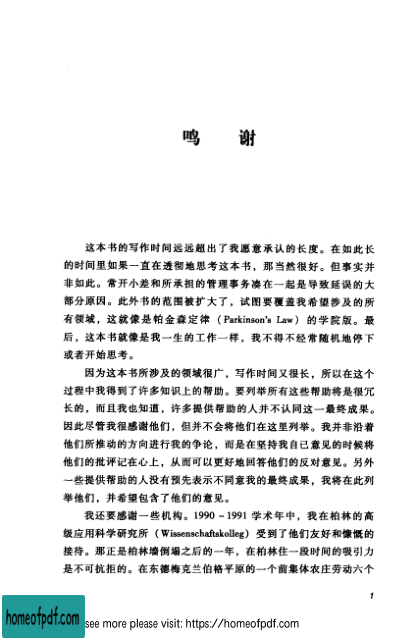 鸣 谢
这本书的写作时间远远超出了我愿意承认的长度。在如此长
的时间里如果一直在透彻地思考这本书，那当然很好。但事实并
非如此。常开小差和所承担的管理事务凑在一起是导致延误的大
部分原因。此外书的范围被扩大了，试图要覆盖我希望涉及的所
有领域，这就像是帕金森定律（Parkinson's Law）的学院版。最
后，这本书就像是我一生的工作一样，我不得不经常随机地停下
或者开始思考。
因为这本书所涉及的领域很广，写作时间又很长，所以在这个
过程中我得到了许多知识上的帮助。要列举所有这些帮助将是很冗
长的，而且我也知道，许多提供帮助的人并不认同这一最终成果。
因此尽管我很感谢他们，但并不会将他们在这里列举。我并非沿着
他们所推动的方向进行我的争论，而是在坚持我自己意见的时候将
他们的批评记在心上，从而可以更好地回答他们的反对意见。另外
一些提供帮助的人没有预先表示不同意我的最终成果，我将在此列
举他们，并希望包含了他们的意见。
我还要感谢一些机构。1990～1991 学术年中，我在柏林的高
级应用科学研究所（Wissenschaftskolleg）受到了他们友好和慷慨的
接待。那正是柏林墙倒塌之后的一年，在柏林住一段时间的吸引力
是不可抗拒的。在东德梅克兰伯格平原的一个前集体农庄劳动六个
1
homeofpdf.com
see more please visit: https://homeofpdf.com